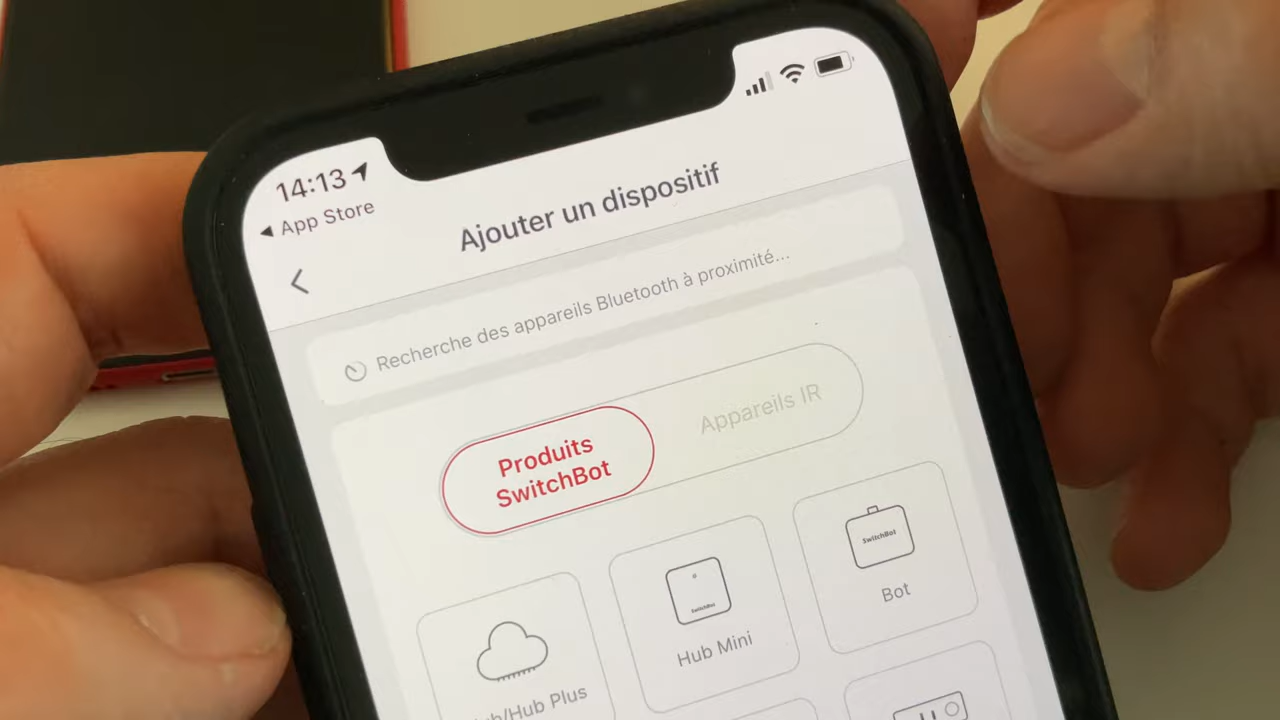 14:13
◀ App Store
Ajouter un dispositif
Recherche des appareils Bluetooth à proximité...
Produits
SwitchBot
Appareils IR
SwitchBot
Bot
SwitchBot
Hub Mini
Hub Plus